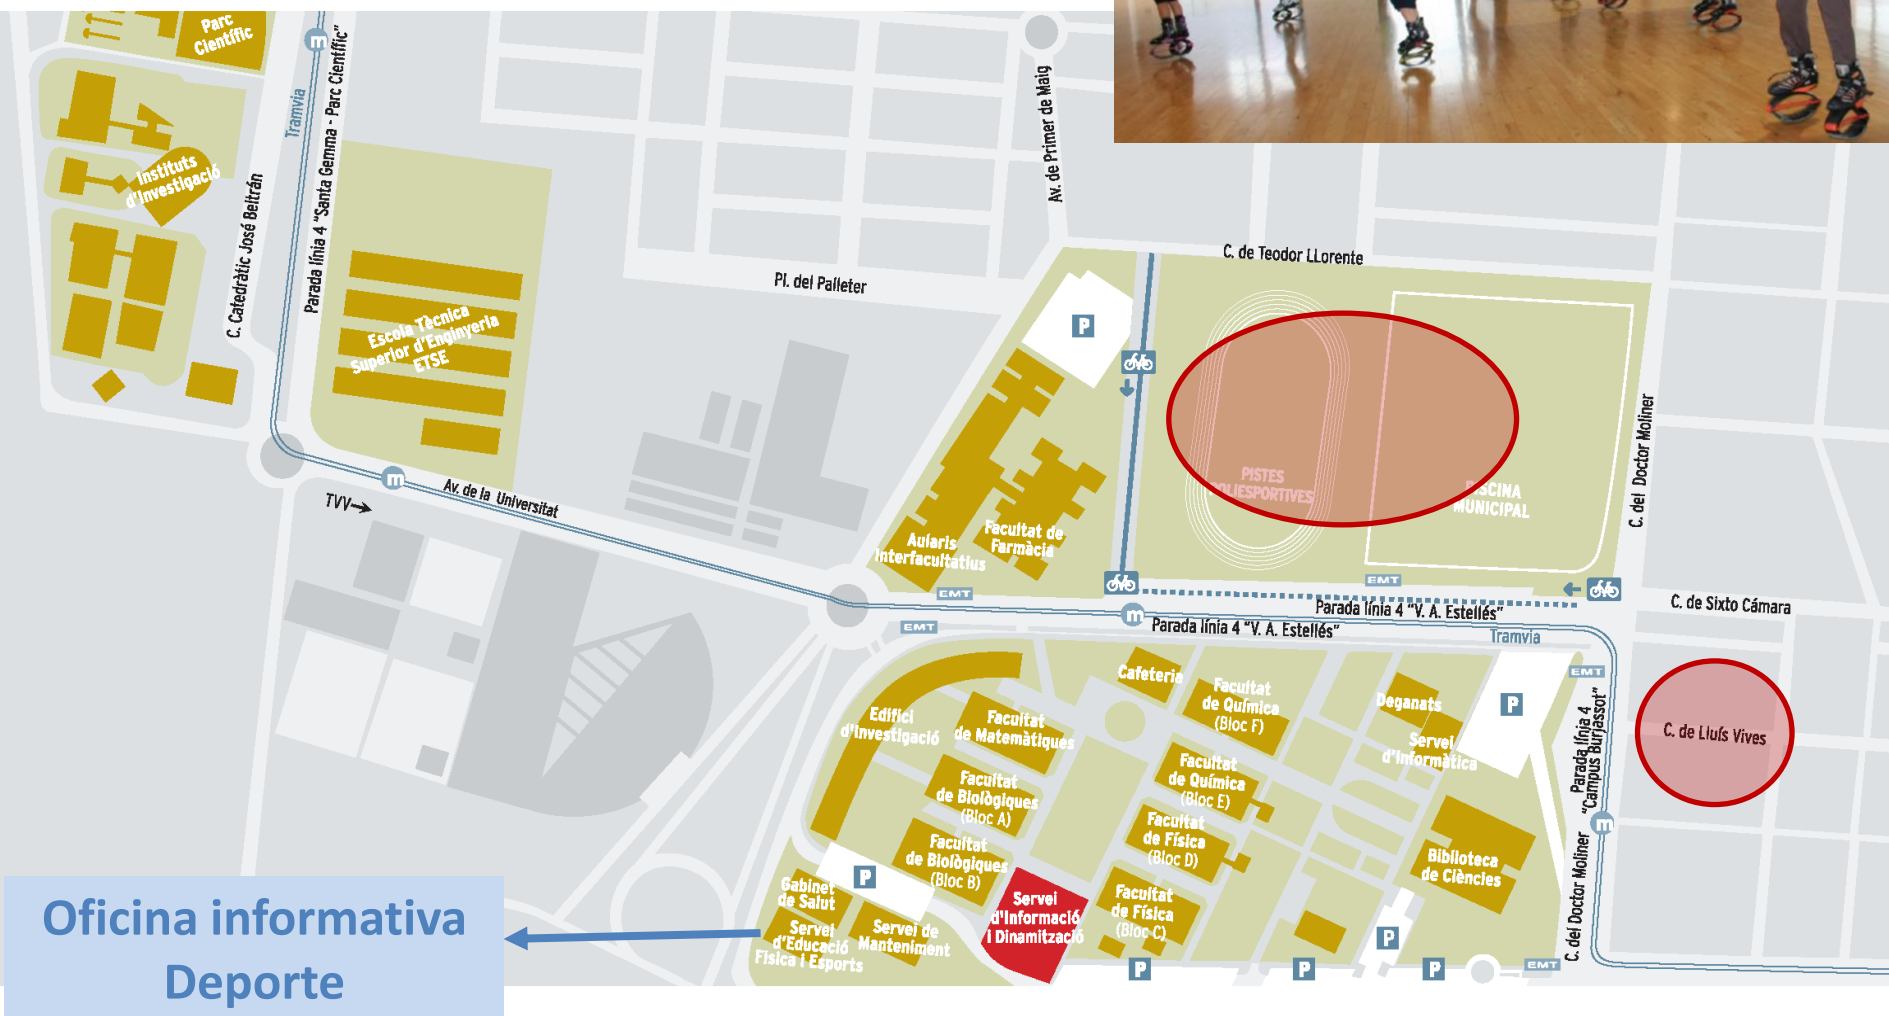 Parc
Científic
m
Tramvia
Parada línia 4 "Santa Gemma - Parc Científic"
Av. de Primer de Maig
Instituts
d'Investigació
C. Catedràtic José Beltrán
C. de Teodor LLorente
Pl. del Palleter
Escola Tècnica
Superior d'Enginyeria
ETSE
P
C. del Doctor Moliner
PISTES
POLIESPORTIVES
PISCINA
MUNICIPAL
m
Av. de la Universitat
TVV
Aularis
Interfacultatius
Facultat de
Farmàcia
EMT
EMT
EMT
C. de Sixto Cámara
Parada línia 4 "V. A. Estellés"
m
Parada línia 4 "V. A. Estellés"
Tramvia
EMT
Cafeteria
Facultat
de Química
(Bloc F)
Deganats
P
Servei
d'Informàtica
Parada línia 4
"Campus Burjassot"
C. de Lluís Vives
Edifici
d'Investigació
Facultat
de Matemàtiques
Facultat
de Química
(Bloc E)
Facultat
de Biològiques
(Bloc A)
Facultat
de Física
(Bloc D)
m
Facultat
de Biològiques
(Bloc B)
Biblioteca
de Ciències
C. del Doctor Moliner
P
Gabinet
de Salut
Servei
d'Educació
Física i Esports
Servei de
Manteniment
Servei
d'Informació
i Dinamització
Facultat
de Física
(Bloc C)
P
P
P
P
EMT
Oficina informativa
Deporte